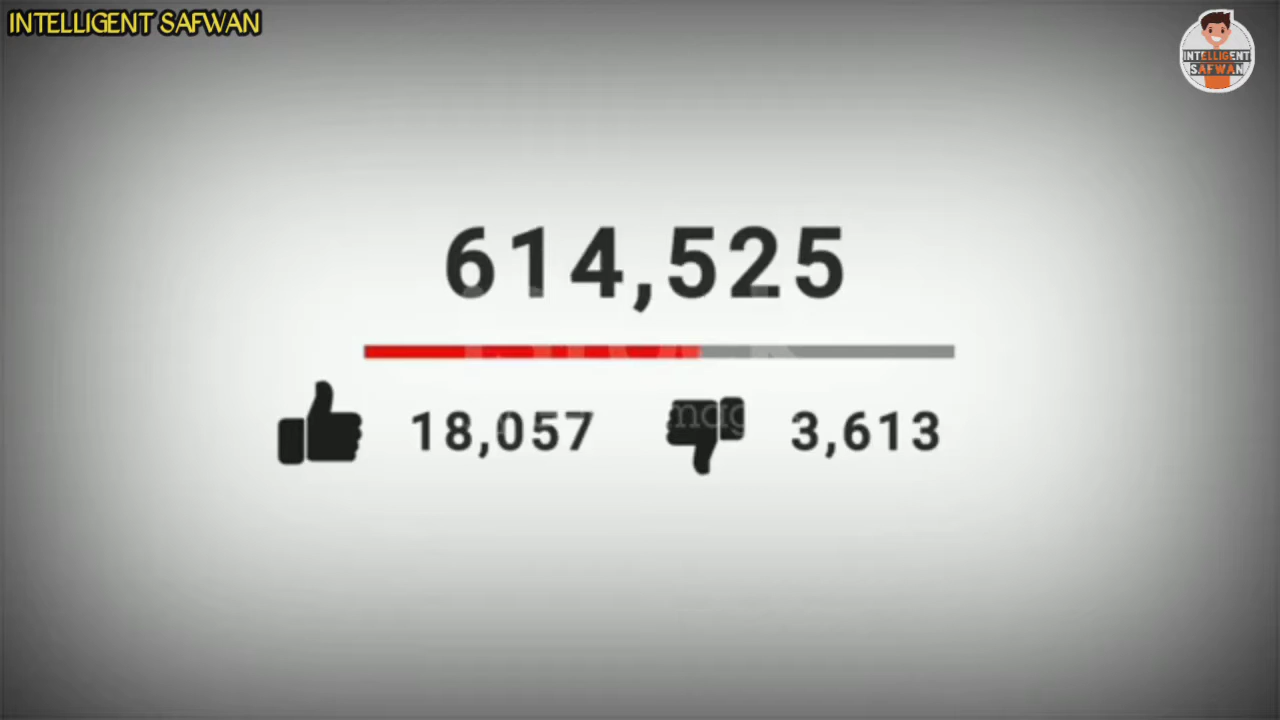 INTELLIGENT SAFWAN
INTELLIGENT
SAFWAN
614,525
18,057
3,613